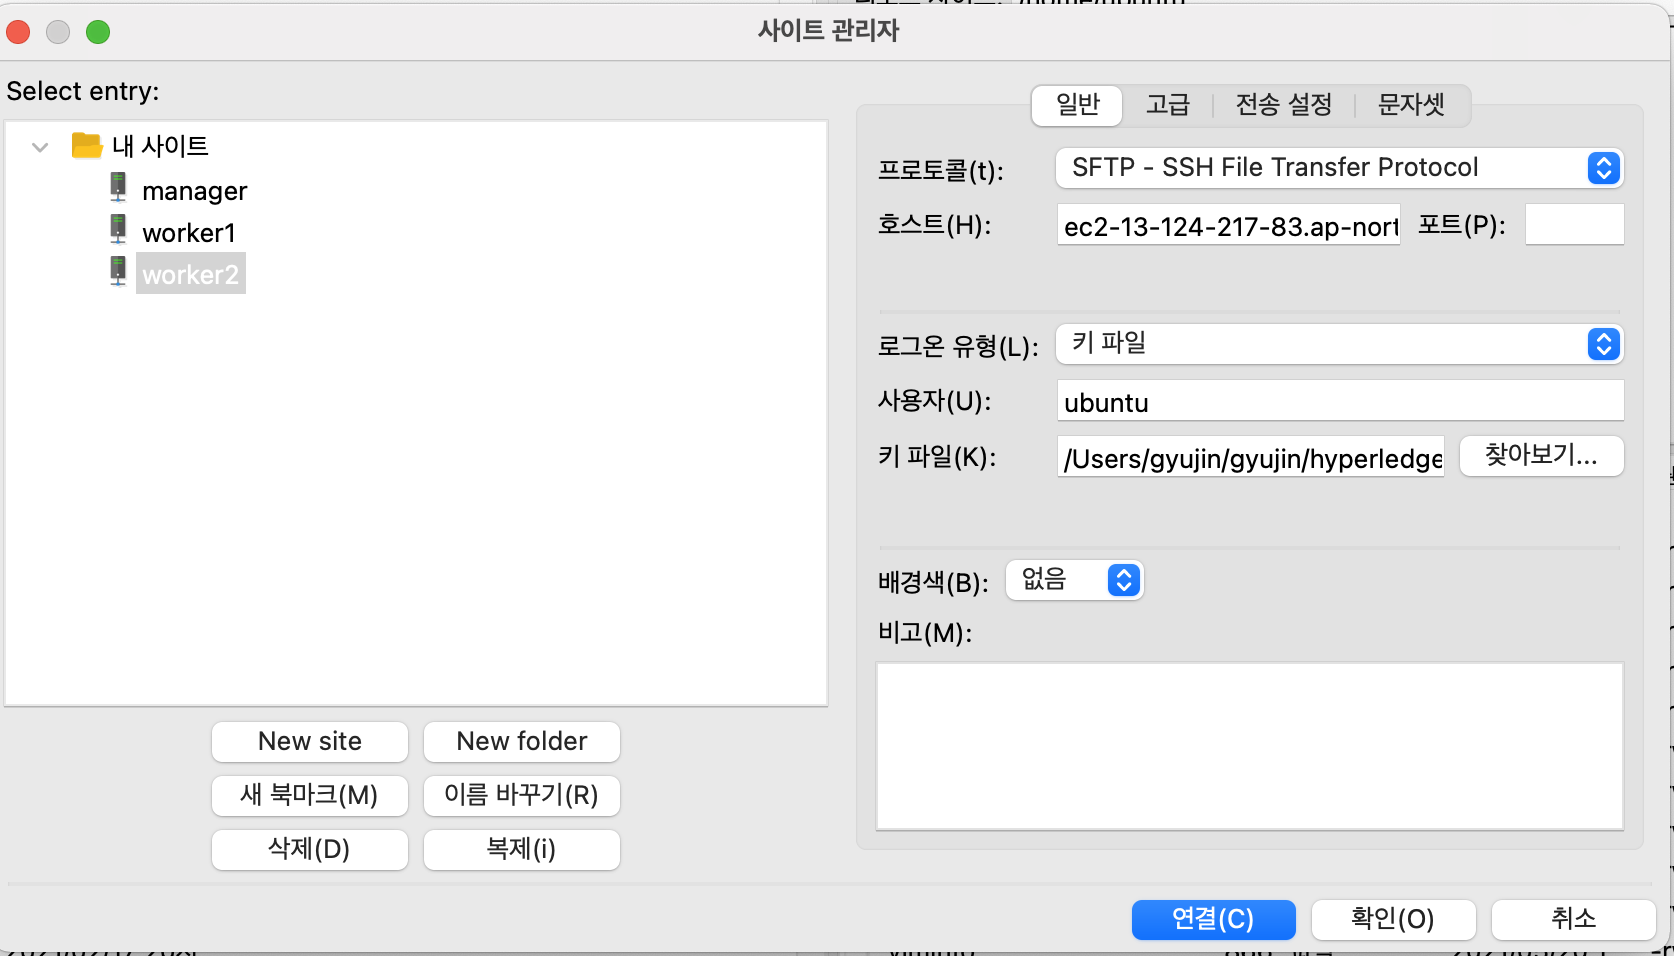 사이트 관리자
Select entry:
내 사이트
manager
worker1
worker2
New site
New folder
새 북마크(M)
이름 바꾸기(R)
삭제(D)
복제(i)
일반
고급
전송 설정
문자셋
프로토콜(t):
SFTP - SSH File Transfer Protocol
호스트(H):
ec2-13-124-217-83.ap-nort
포트(P):
로그온 유형(L):
키 파일
사용자(U):
ubuntu
키 파일(K):
/Users/gyujin/gyujin/hyperledge
찾아보기...
배경색(B):
없음
비고(M):
연결(C)
확인(O)
취소